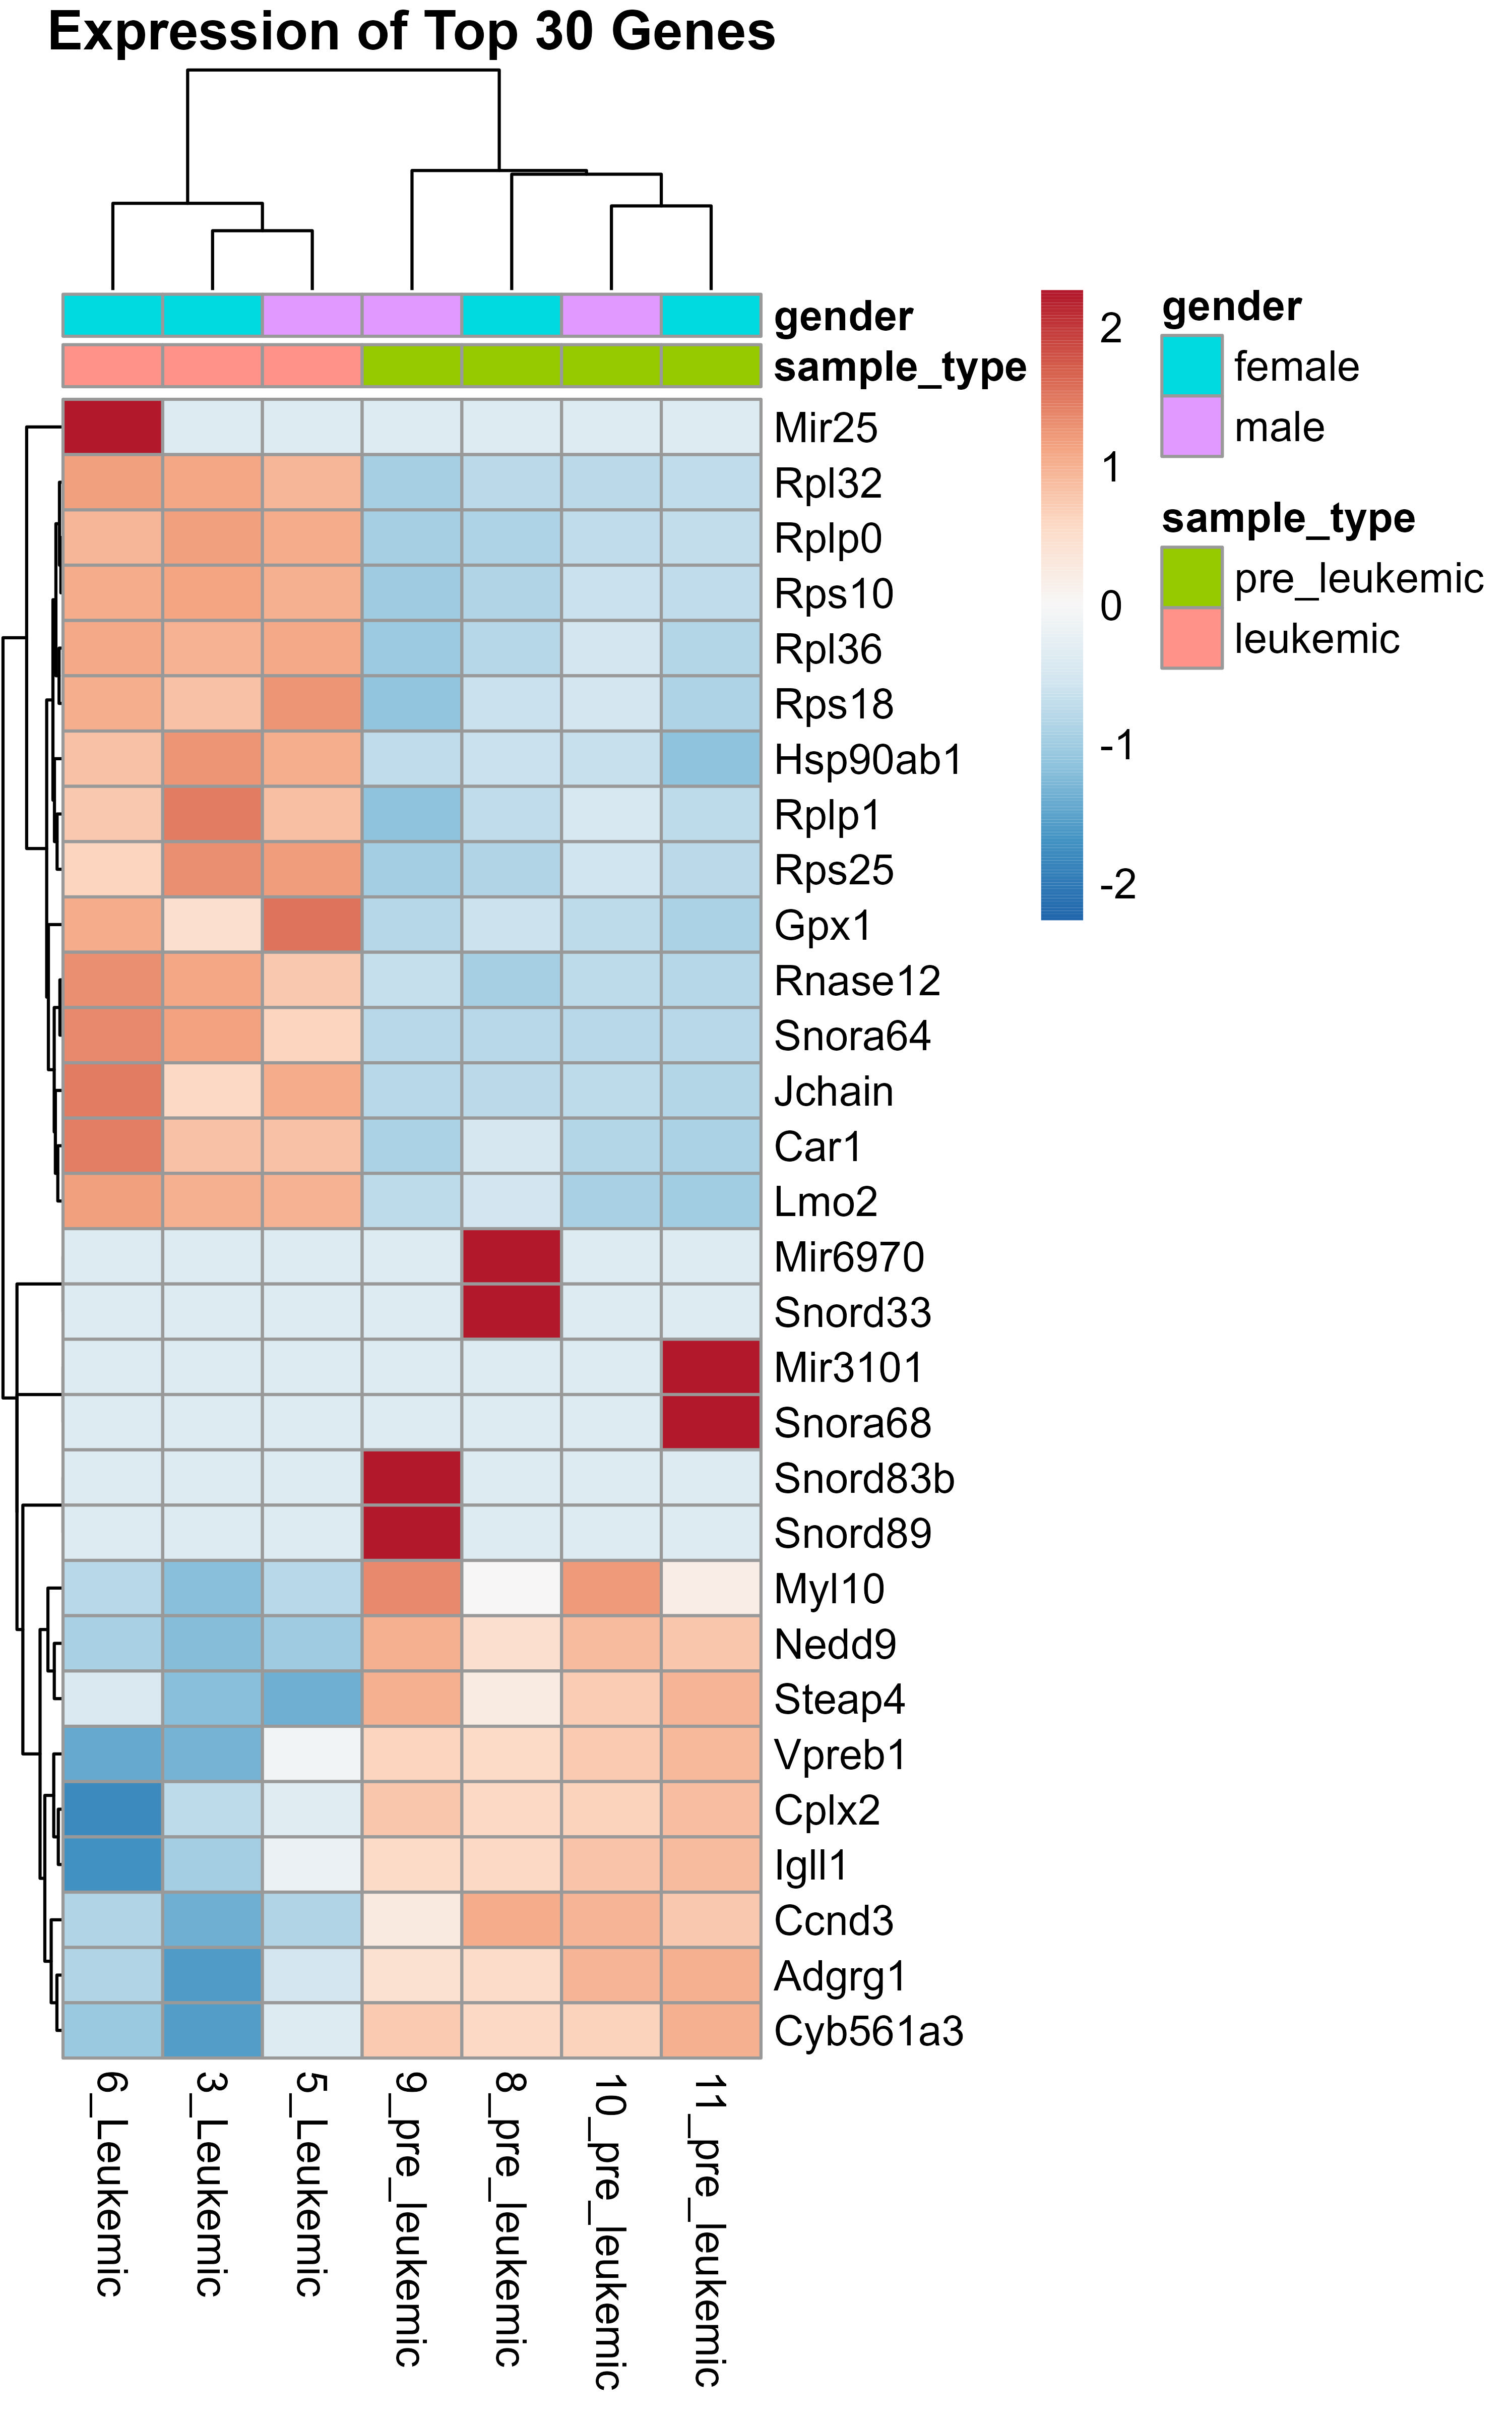 Expression of Top 30 Genes
gender
sample_type
Mir25
Rpl32
Rplp0
Rps10
Rpl36
Rps18
Hsp90ab1
Rplp1
Rps25
Gpx1
Rnase12
Snora64
Jchain
Car1
Lmo2
Mir6970
Snord33
Mir3101
Snora68
Snord83b
Snord89
Myl10
Nedd9
Steap4
Vpreb1
Cplx2
Igll1
Ccnd3
Adgrg1
Cyb561a3
6_Leukemic
3_Leukemic
5_Leukemic
9_pre_leukemic
8_pre_leukemic
10_pre_leukemic
11_pre_leukemic
2
1
0
-1
-2
gender
female
male
sample_type
pre_leukemic
leukemic